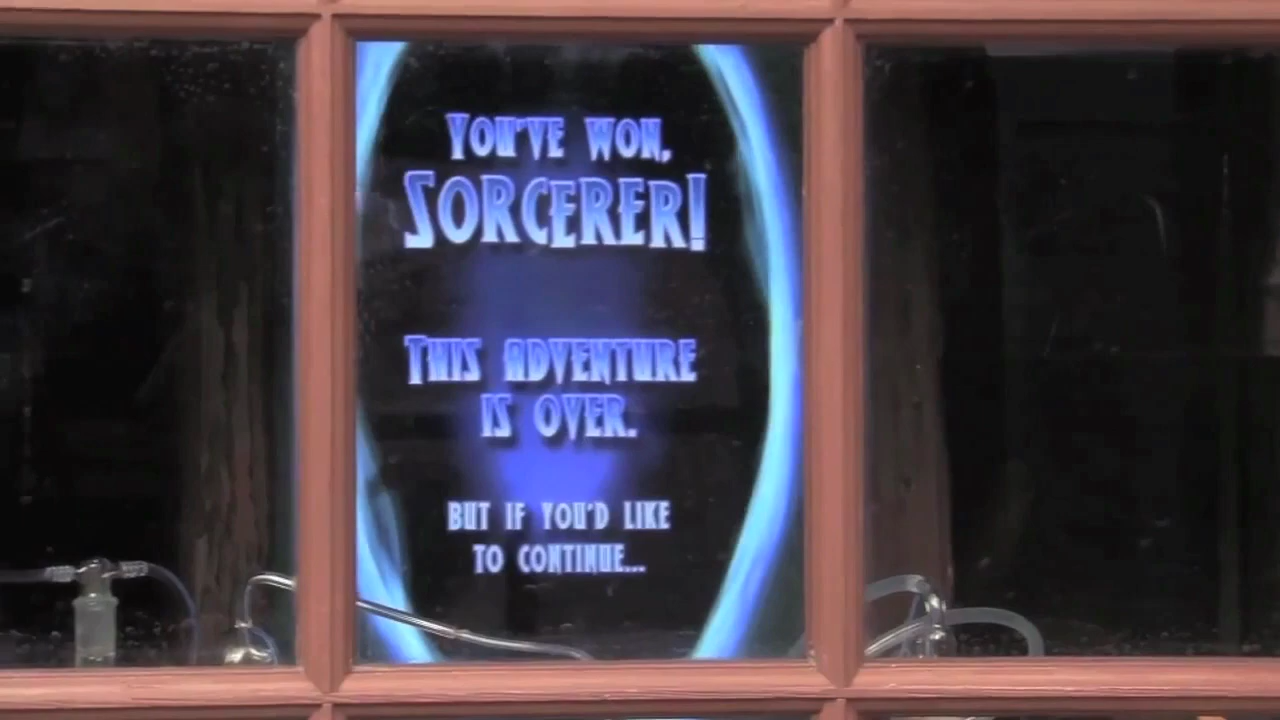 YOU'VE WON,
SORCERER!
THIS ADVENTURE
IS OVER.
BUT IF YOU'D LIKE
TO CONTINUE...